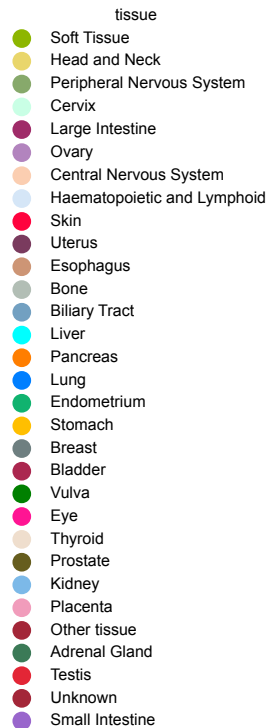 tissue
Soft Tissue
Head and Neck
Peripheral Nervous System
Cervix
Large Intestine
Ovary
Central Nervous System
Haematopoietic and Lymphoid
Skin
Uterus
Esophagus
Bone
Biliary Tract
Liver
Pancreas
Lung
Endometrium
Stomach
Breast
Bladder
Vulva
Eye
Thyroid
Prostate
Kidney
Placenta
Other tissue
Adrenal Gland
Testis
Unknown
Small Intestine